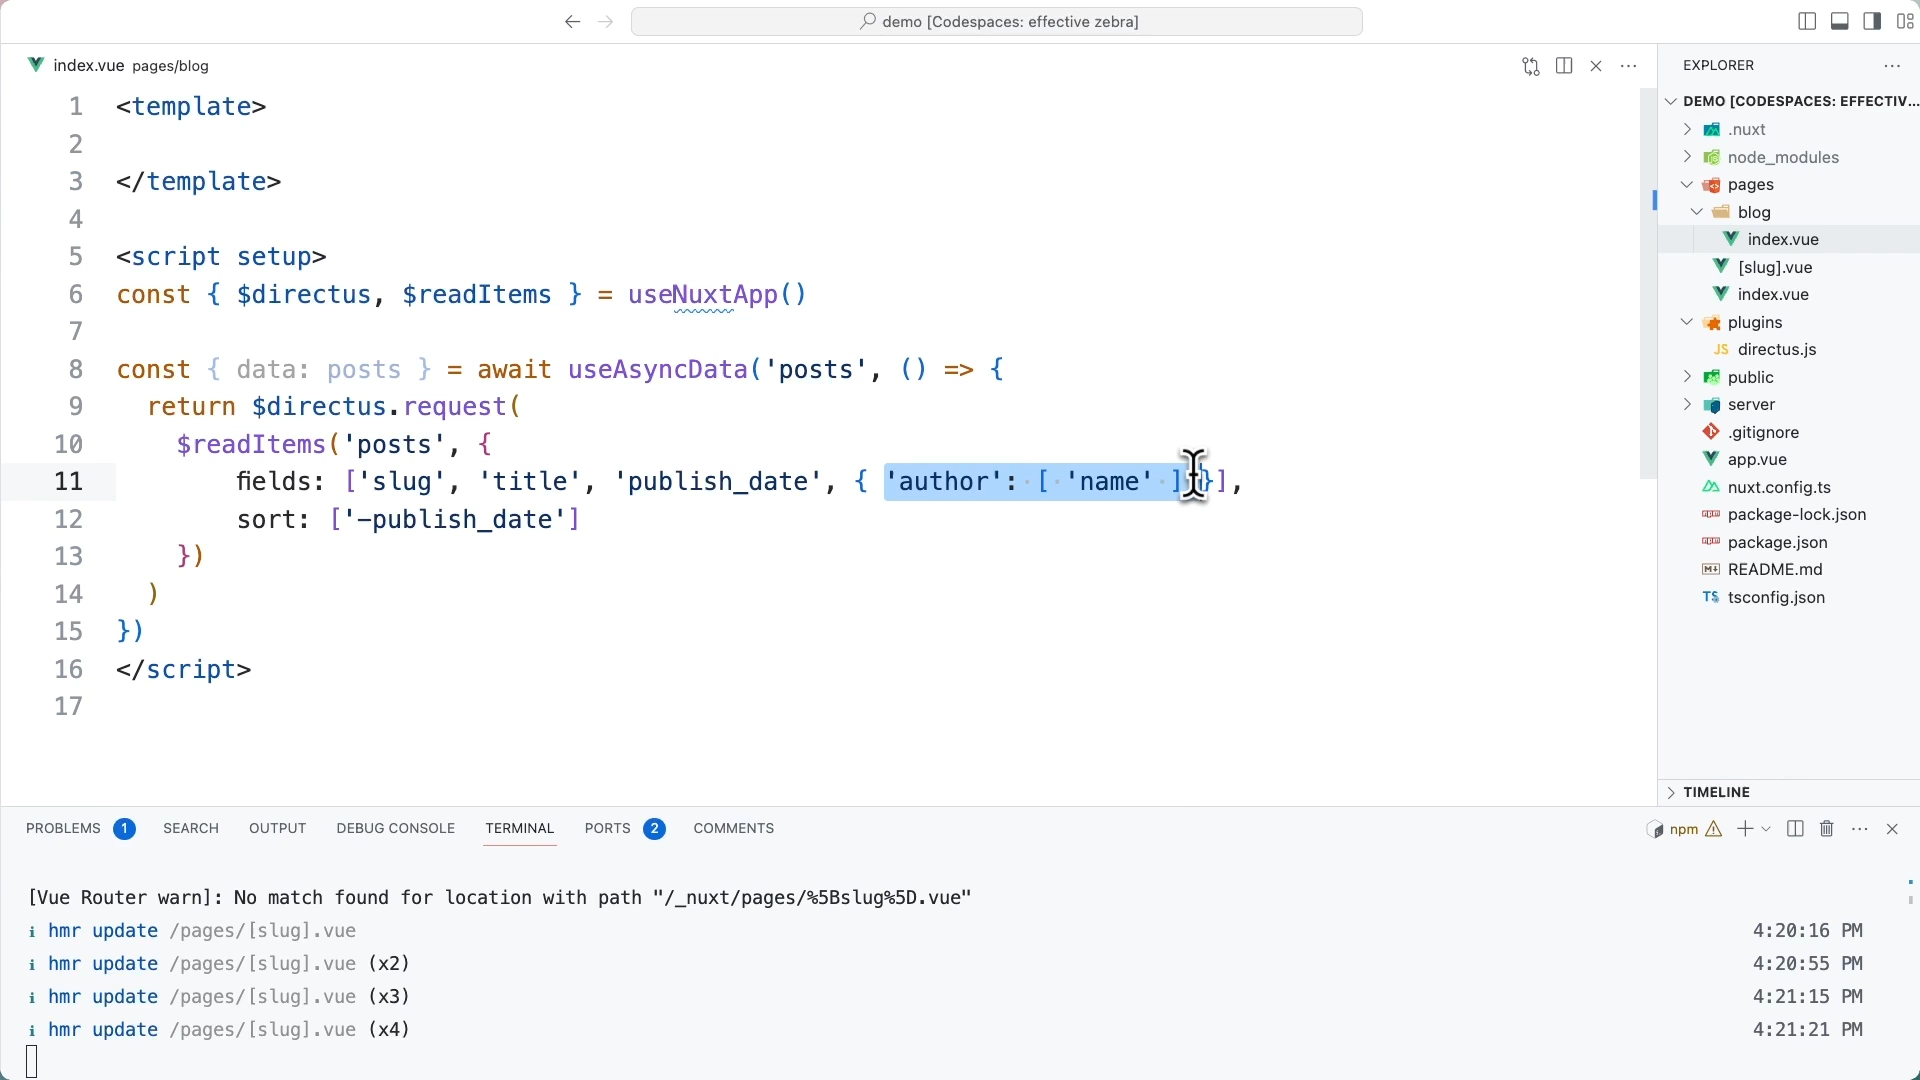 demo [Codespaces: effective zebra]
index.vue pages/blog
1 <template>
2
3 </template>
4
5 <script setup>
6 const { $directus, $readItems } = useNuxtApp()
7
8 const { data: posts } = await useAsyncData('posts', () => {
9 return $directus.request(
10 $readItems('posts', {
11 fields: ['slug', 'title', 'publish_date', { 'author': [ 'name' ] }],
12 sort: ['-publish_date']
13 })
14 )
15 })
16 </script>
17
EXPLORER
DEMO [CODESPACES: EFFECTIV...
.nuxt
node_modules
pages
blog
index.vue
[slug].vue
index.vue
plugins
JS directus.js
public
server
.gitignore
app.vue
nuxt.config.ts
package-lock.json
package.json
README.md
TS tsconfig.json
TIMELINE
PROBLEMS 1 SEARCH OUTPUT DEBUG CONSOLE TERMINAL PORTS 2 COMMENTS
npm
[Vue Router warn]: No match found for location with path "/_nuxt/pages/%5Bslug%5D.vue"
i hmr update /pages/[slug].vue 4:20:16 PM
i hmr update /pages/[slug].vue (x2) 4:20:55 PM
i hmr update /pages/[slug].vue (x3) 4:21:15 PM
i hmr update /pages/[slug].vue (x4) 4:21:21 PM